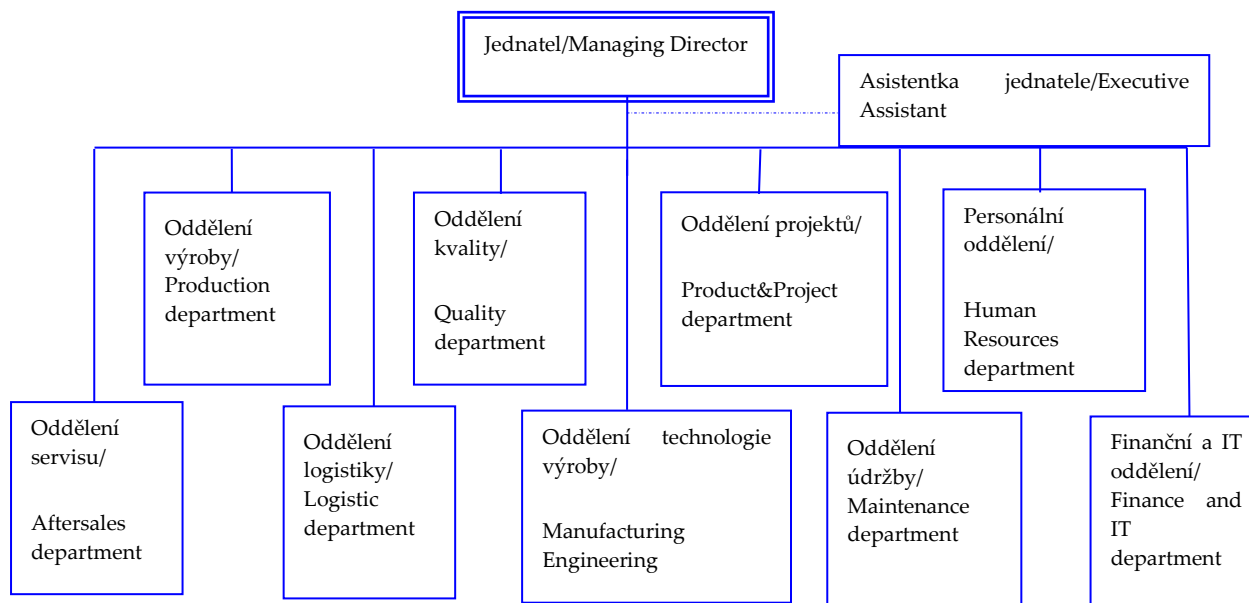 Jednatel/Managing Director
Asistentka jednatele/Executive
Assistant
Oddělení
výroby/
Production
department
Oddělení
kvality/
Quality
department
Oddělení projektů/
Product&Project
department
Personální
oddělení/
Human
Resources
department
Oddělení
servisu/
Aftersales
department
Oddělení
logistiky/
Logistic
department
Oddělení technologie
výroby/
Manufacturing
Engineering
Oddělení
údržby/
Maintenance
department
Finanční a IT
oddělení/
Finance and
IT
department